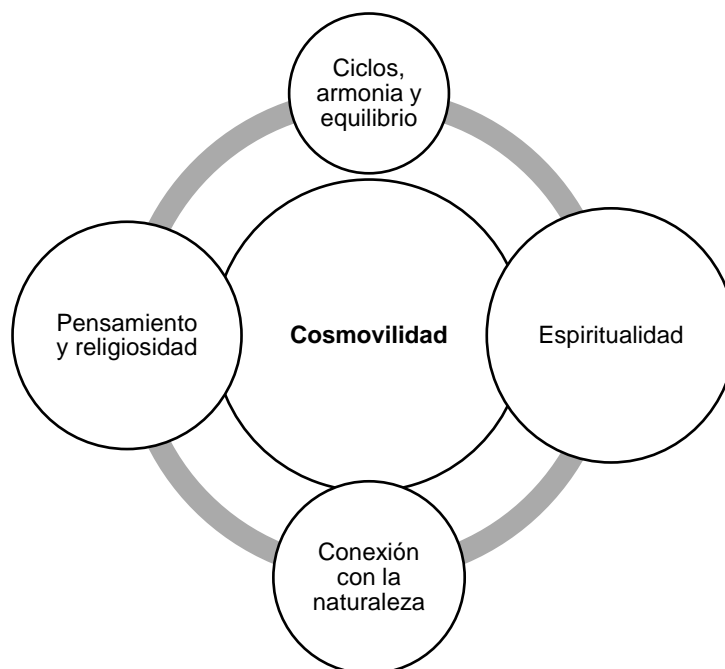 Ciclos,
armonia y
equilibrio
Pensamiento
y religiosidad
Cosmovilidad
Espiritualidad
Conexión
con la
naturaleza